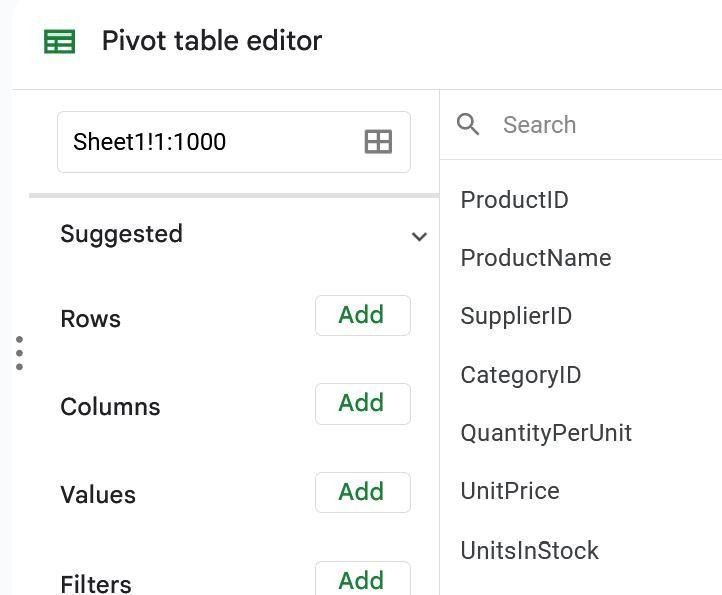 Pivot table editor
Sheet1!1:1000
Suggested
Rows Add
Columns Add
Values Add
Filters Add
Search
ProductID
ProductName
SupplierID
CategoryID
QuantityPerUnit
UnitPrice
UnitsInStock